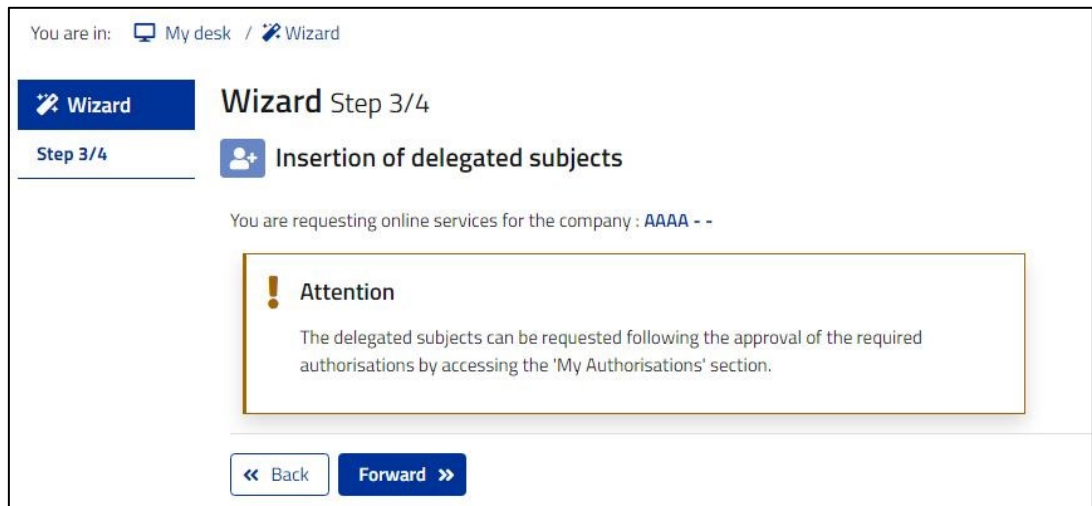 You are in: My desk / Wizard
Wizard
Wizard Step 3/4
Step 3/4
Insertion of delegated subjects
You are requesting online services for the company : AAAA - -
Attention
The delegated subjects can be requested following the approval of the required
authorisations by accessing the 'My Authorisations' section.
« Back
Forward »